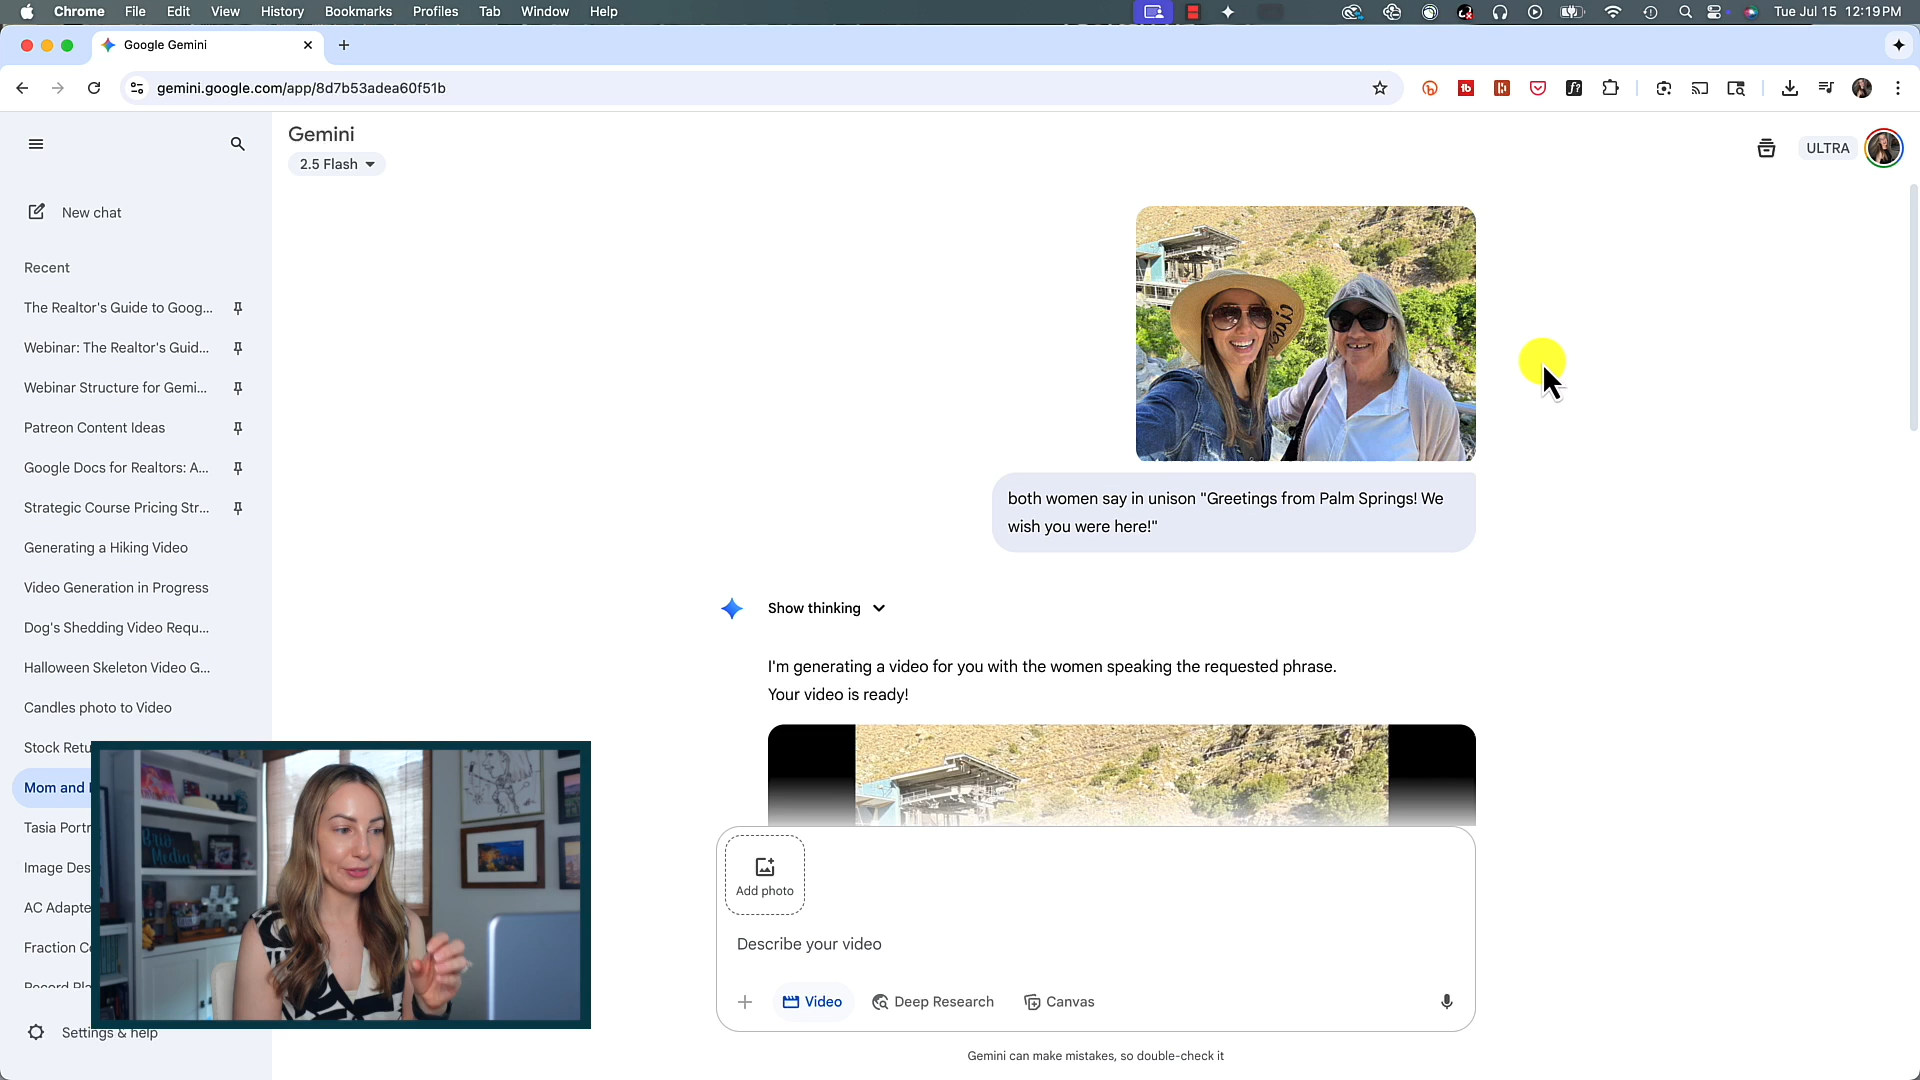 Chrome File Edit View History Bookmarks Profiles Tab Window Help
Tue Jul 15 12:19 PM
Google Gemini
gemini.google.com/app/8d7b53adea60f51b
Gemini
2.5 Flash
ULTRA
New chat
Recent
The Realtor's Guide to Goog...
Webinar: The Realtor's Guid...
Webinar Structure for Gemi...
Patreon Content Ideas
Google Docs for Realtors: A...
Strategic Course Pricing Str...
Generating a Hiking Video
Video Generation in Progress
Dog's Shedding Video Requ...
Halloween Skeleton Video G...
Candles photo to Video
Stock Retu
Mom and
Tasia Portr
Image Des
AC Adapte
Fraction Co
Record Pla
Settings & help
both women say in unison "Greetings from Palm Springs! We
wish you were here!"
Show thinking
I'm generating a video for you with the women speaking the requested phrase.
Your video is ready!
Add photo
Describe your video
Video Deep Research Canvas
Gemini can make mistakes, so double-check it
Brio
Media